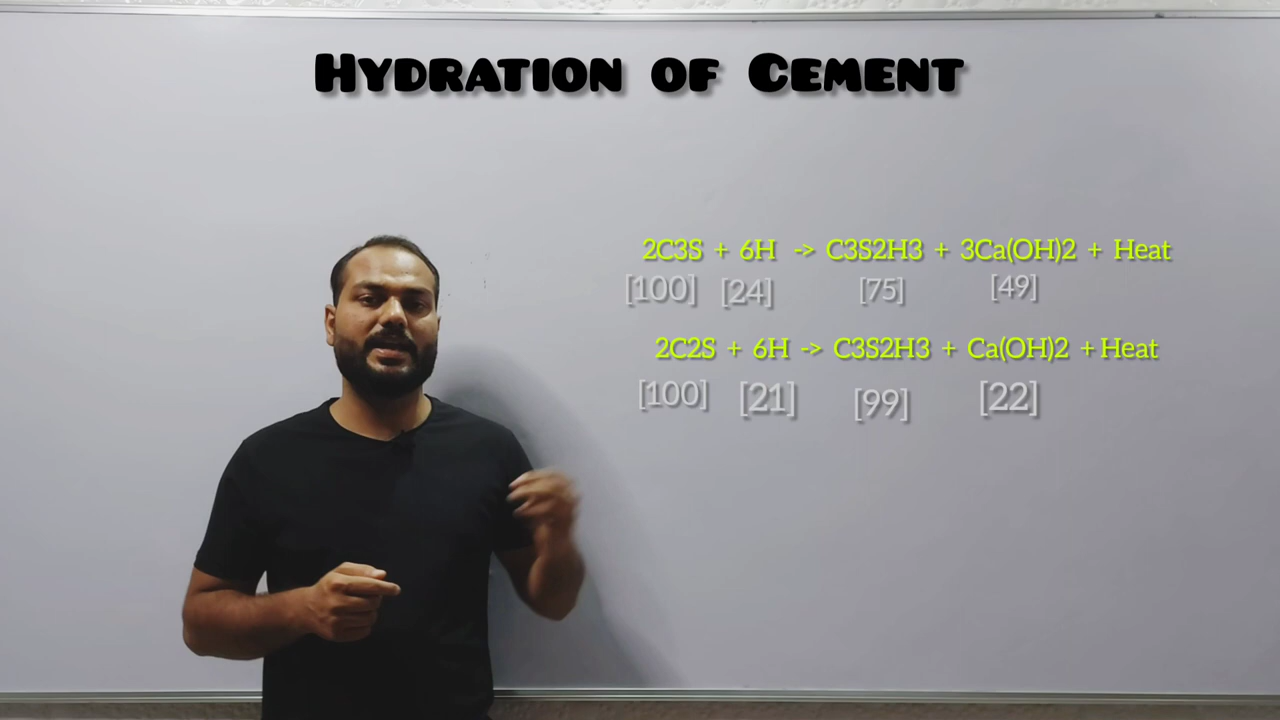 HYDRATION OF CEMENT
2C3S + 6H -> C3S2H3 + 3Ca(OH)2 + Heat
[100] [24] [75] [49]
2C2S + 6H -> C3S2H3 + Ca(OH)2 + Heat
[100] [21] [99] [22]